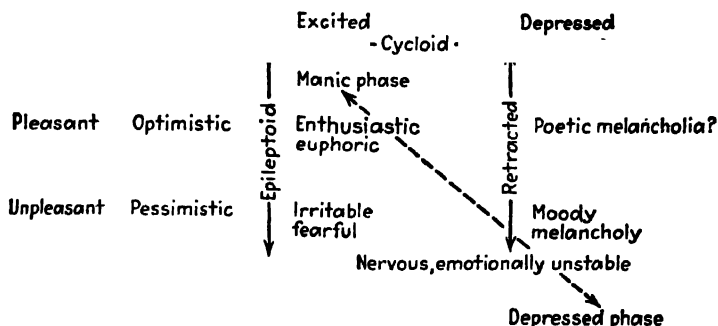 Excited Depressed
-Cycloid-
Manic phase
Pleasant Optimistic Epileptoid Enthusiastic euphoric Retracted Poetic melancholia?
Unpleasant Pessimistic Irritable fearful Moody melancholy
Nervous, emotionally unstable
Depressed phase